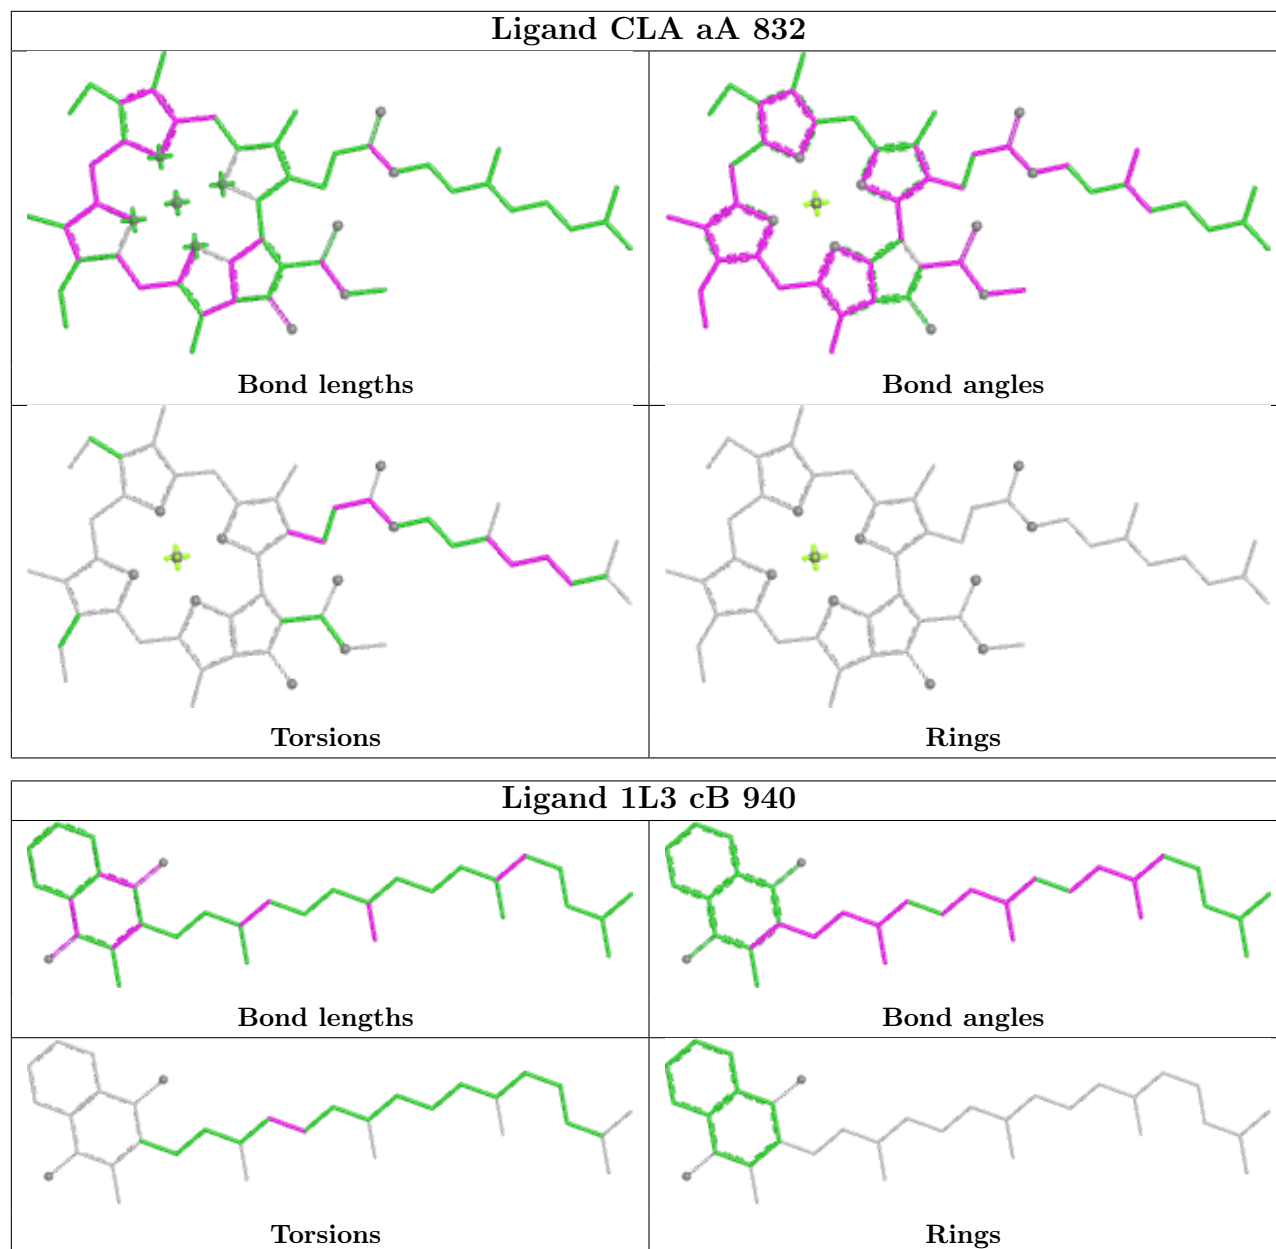 Ligand CLA aA 832
Bond lengths
Bond angles
Torsions
Rings
Ligand 1L3 cB 940
Bond lengths
Bond angles
Torsions
Rings